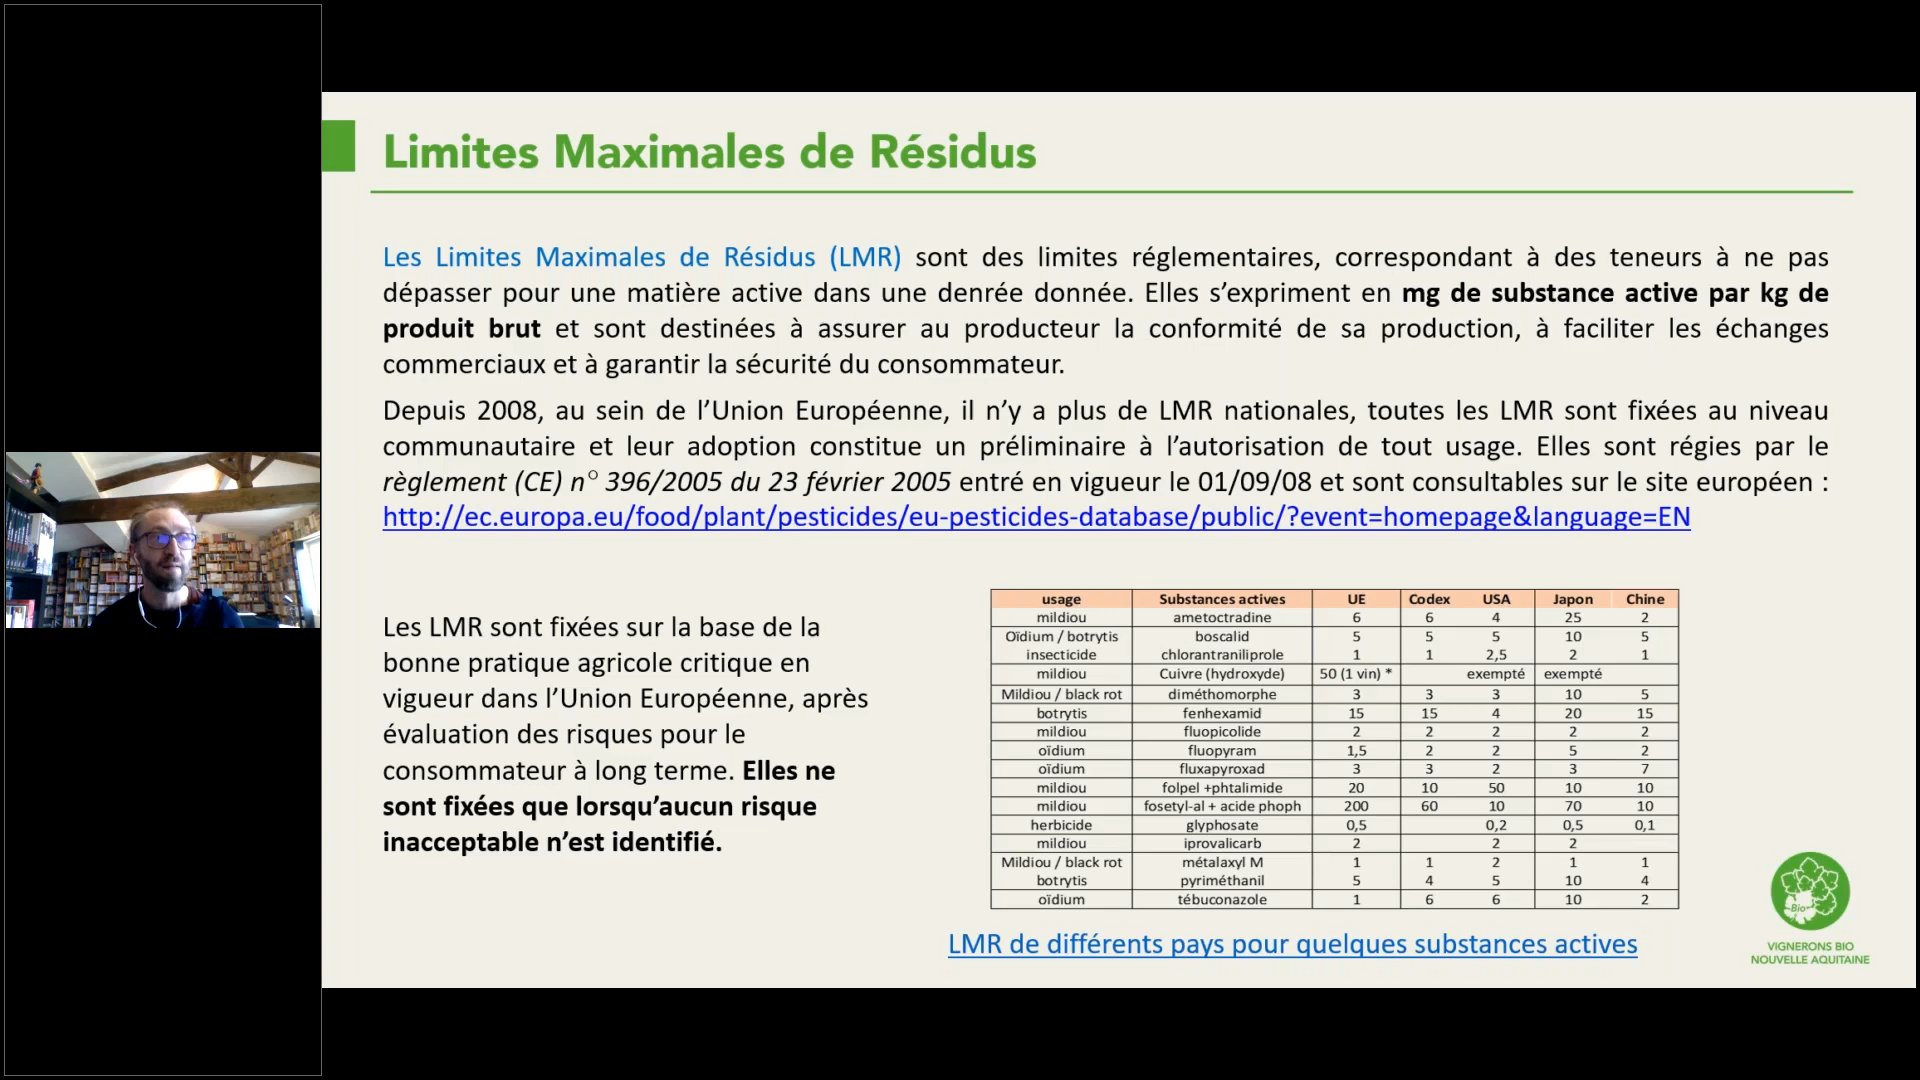 Limites Maximales de Résidus
Les Limites Maximales de Résidus (LMR) sont des limites réglementaires, correspondant à des teneurs à ne pas
dépasser pour une matière active dans une denrée donnée. Elles s’expriment en mg de substance active par kg de
produit brut et sont destinées à assurer au producteur la conformité de sa production, à faciliter les échanges
commerciaux et à garantir la sécurité du consommateur.
Depuis 2008, au sein de l’Union Européenne, il n’y a plus de LMR nationales, toutes les LMR sont fixées au niveau
communautaire et leur adoption constitue un préliminaire à l’autorisation de tout usage. Elles sont régies par le
règlement (CE) n° 396/2005 du 23 février 2005 entré en vigueur le 01/09/08 et sont consultables sur le site européen :
http://ec.europa.eu/food/plant/pesticides/eu-pesticides-database/public/?event=homepage&language=EN
Les LMR sont fixées sur la base de la
bonne pratique agricole critique en
vigueur dans l’Union Européenne, après
évaluation des risques pour le
consommateur à long terme. Elles ne
sont fixées que lorsqu’aucun risque
inacceptable n’est identifié.
usage Substances actives UE Codex USA Japon Chine
mildiou ametoctradine 6 6 4 25 2
Oïdium / botrytis boscalid 5 5 5 10 5
insecticide chlorantraniliprole 1 1 2,5 2 1
mildiou Cuivre (hydroxyde) 50 (1 vin) * exempté exempté
Mildiou / black rot diméthomorphe 3 3 3 10 5
botrytis fenhexamid 15 15 4 20 15
mildiou fluopicolide 2 2 2 2 2
oïdium fluopyram 1,5 2 2 5 2
oïdium fluxapyroxad 3 3 2 3 7
mildiou folpel +phtalimide 20 10 50 10 10
mildiou fosetyl-al + acide phoph 200 60 10 70 10
herbicide glyphosate 0,5 0,2 0,5 0,1
mildiou iprovalicarb 2 2 2
Mildiou / black rot métalaxyl M 1 1 2 1 1
botrytis pyriméthanil 5 4 5 10 4
oïdium tébuconazole 1 6 6 10 2
LMR de différents pays pour quelques substances actives
Bio
VIGNERONS BIO
NOUVELLE AQUITAINE